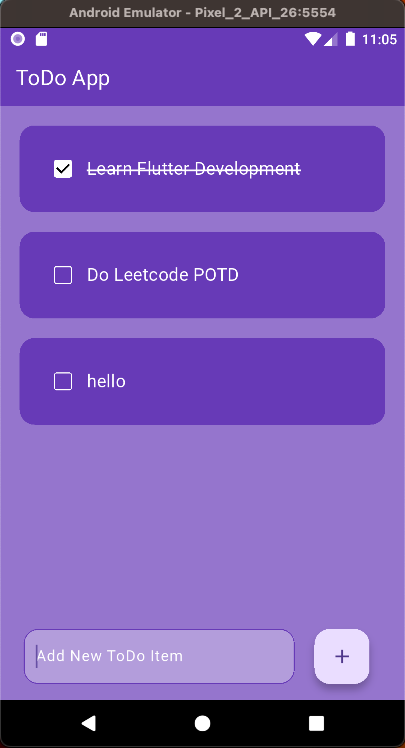 Android Emulator - Pixel_2_API_26:5554
11:05
ToDo App
Learn Flutter Development
Do Leetcode POTD
hello
Add New ToDo Item
+